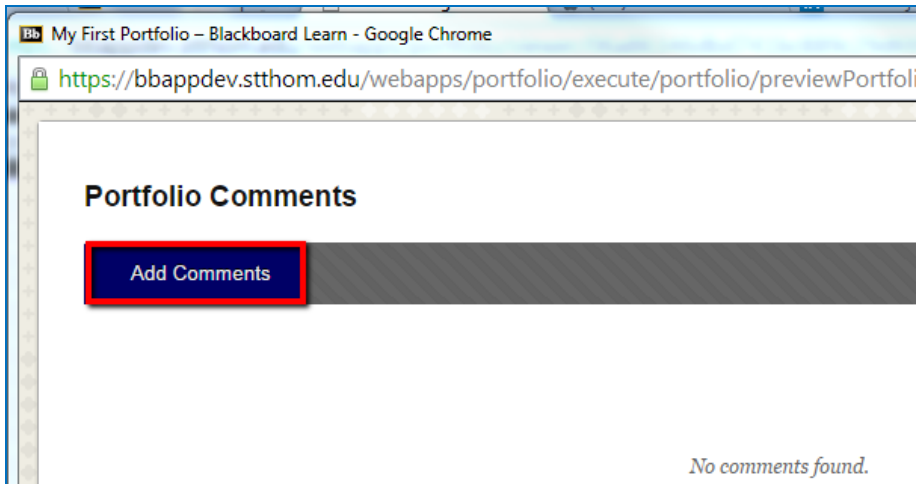 Bb My First Portfolio – Blackboard Learn - Google Chrome
https://bbappdev.stthom.edu/webapps/portfolio/execute/portfolio/previewPortfoli
Portfolio Comments
Add Comments
No comments found.